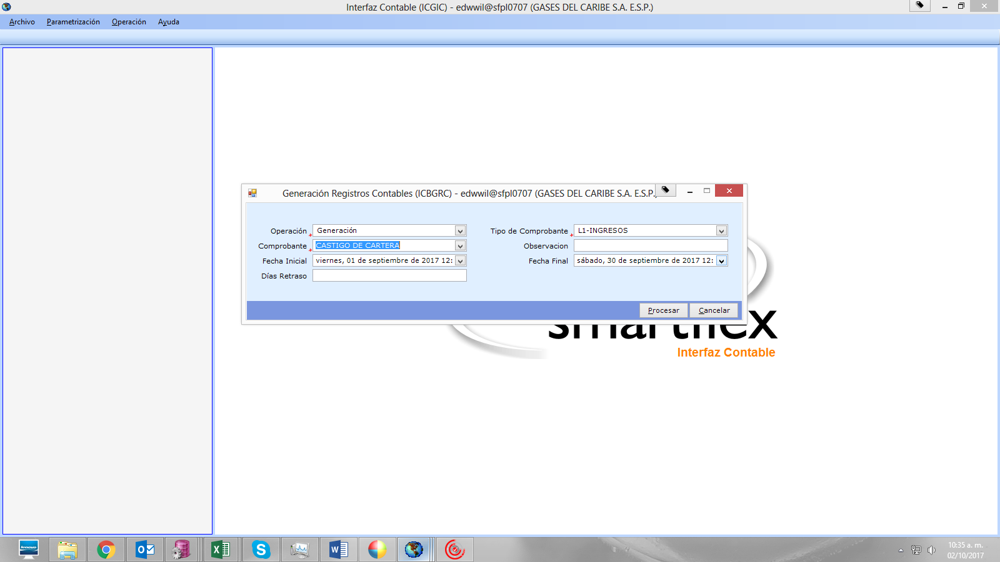 Interfaz Contable (ICGIC) - edwwil@sfpl0707 (GASES DEL CARIBE S.A. E.S.P.)
Archivo Parametrización Operación Ayuda
Generación Registros Contables (ICBGRC) - edwwil@sfpl0707 (GASES DEL CARIBE S.A. E.S.P.)
Operación * Generación Tipo de Comprobante * L1-INGRESOS
Comprobante * CASTIGO DE CARTERA Observacion
Fecha Inicial viernes, 01 de septiembre de 2017 12: Fecha Final sábado, 30 de septiembre de 2017 12:
Días Retraso
Procesar Cancelar
smartflex
Interfaz Contable
lenovo
10:35 a. m.
02/10/2017